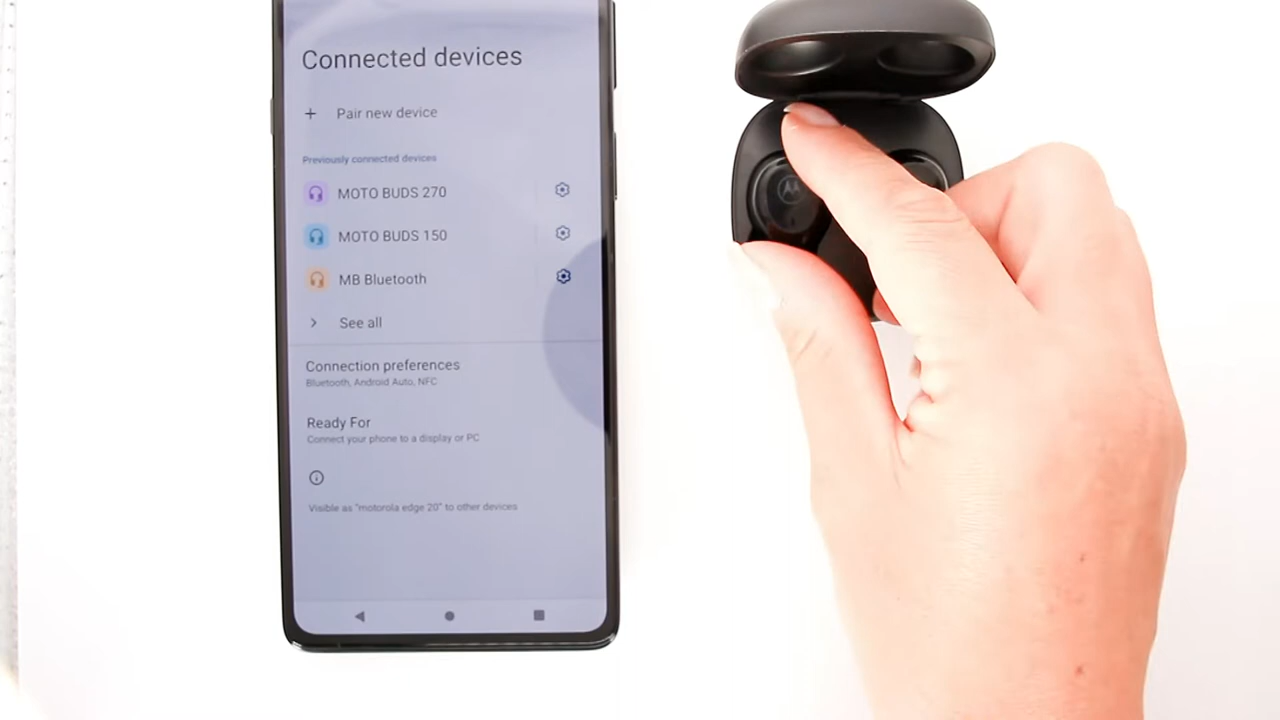 Connected devices
+ Pair new device
Previously connected devices
MOTO BUDS 270
MOTO BUDS 150
MB Bluetooth
> See all
Connection preferences
Bluetooth, Android Auto, NFC
Ready For
Connect your phone to a display or PC
Visible as "motorola edge 20" to other devices